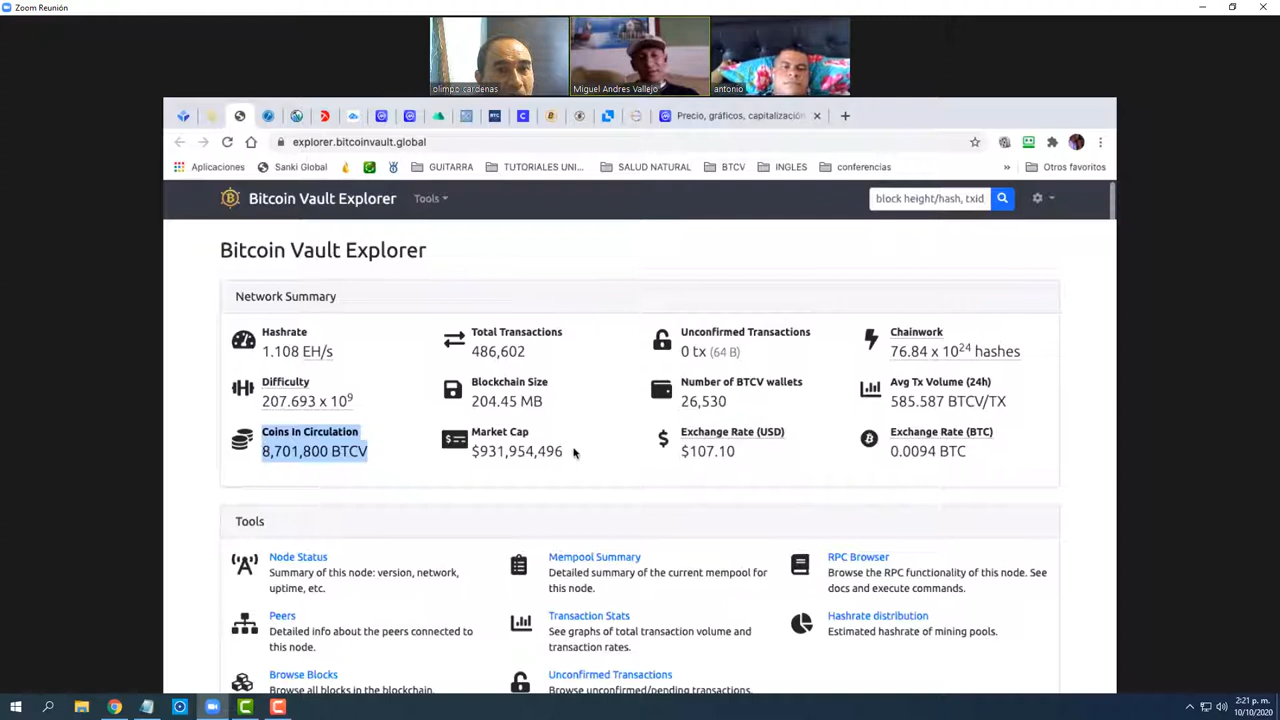 Zoom Reunión
olimpo cardenas
Miguel Andres Vallejo
antonio
Precio, gráficos, capitalizació
explorer.bitcoinvault.global
Aplicaciones
Sanki Global
GUITARRA
TUTORIALES UNI...
SALUD NATURAL
BTCV
INGLES
conferencias
»
Otros favoritos
Bitcoin Vault Explorer
Tools
block height/hash, txid
Bitcoin Vault Explorer
Network Summary
Hashrate
1.108 EH/s
Total Transactions
486,602
Unconfirmed Transactions
0 tx (64 B)
Chainwork
76.84 x 10²⁴ hashes
Difficulty
207.693 x 10⁹
Blockchain Size
204.45 MB
Number of BTCV wallets
26,530
Avg Tx Volume (24h)
585.587 BTCV/TX
Coins In Circulation
8,701,800 BTCV
Market Cap
$931,954,496
Exchange Rate (USD)
$107.10
Exchange Rate (BTC)
0.0094 BTC
Tools
Node Status
Summary of this node: version, network,
uptime, etc.
Mempool Summary
Detailed summary of the current mempool for
this node.
RPC Browser
Browse the RPC functionality of this node. See
docs and execute commands.
Peers
Detailed info about the peers connected to
this node.
Transaction Stats
See graphs of total transaction volume and
transaction rates.
Hashrate distribution
Estimated hashrate of mining pools.
Browse Blocks
Browse all blocks in the blockchain.
Unconfirmed Transactions
Browse unconfirmed/pending transactions.
2:21 p. m.
10/10/2020